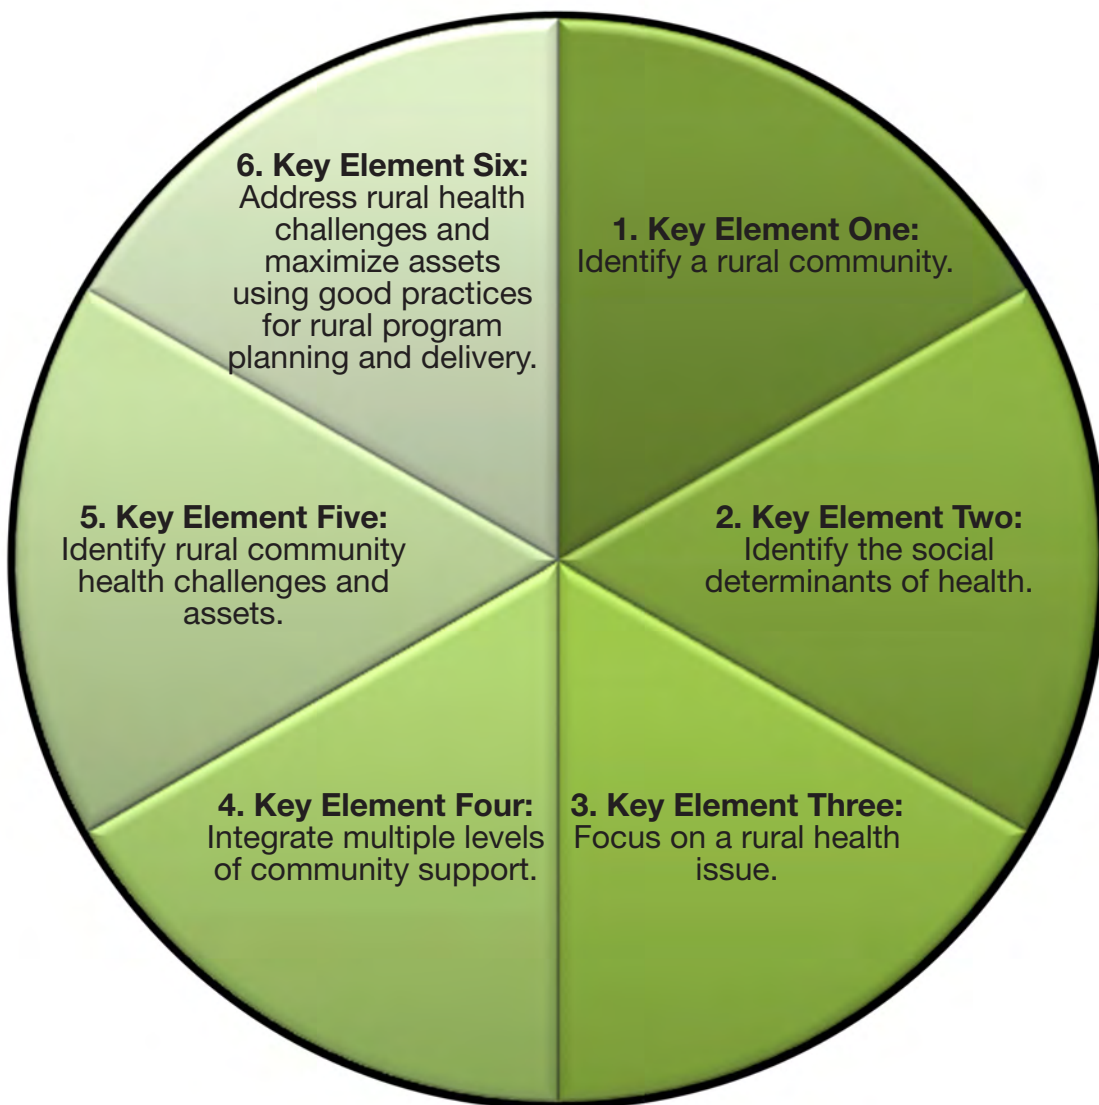 1. Key Element One:
Identify a rural community.
2. Key Element Two:
Identify the social
determinants of health.
3. Key Element Three:
Focus on a rural health
issue.
4. Key Element Four:
Integrate multiple levels
of community support.
5. Key Element Five:
Identify rural community
health challenges and
assets.
6. Key Element Six:
Address rural health
challenges and
maximize assets
using good practices
for rural program
planning and delivery.